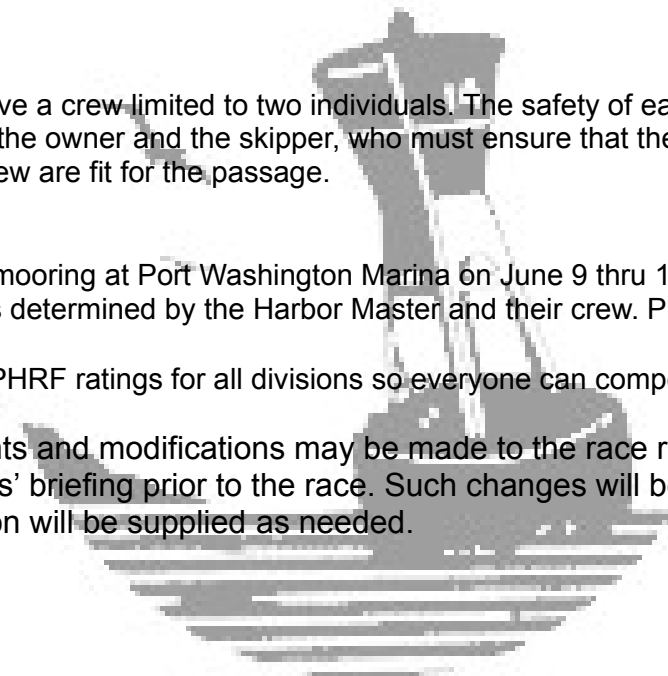 ve a crew limited to two individuals. The safety of ea
the owner and the skipper, who must ensure that the
ew are fit for the passage.
mooring at Port Washington Marina on June 9 thru 1
s determined by the Harbor Master and their crew. P
PHRF ratings for all divisions so everyone can compe
nts and modifications may be made to the race r
s’ briefing prior to the race. Such changes will be
on will be supplied as needed.